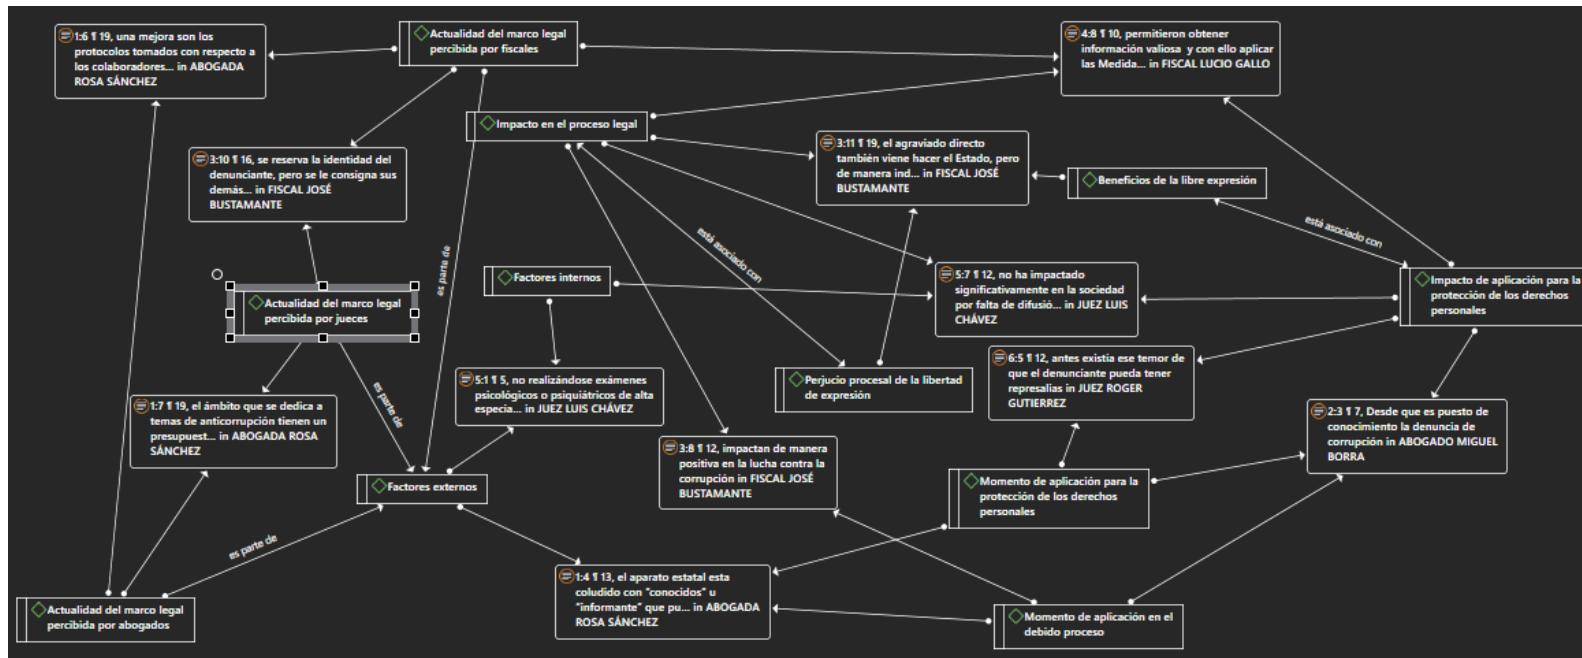 1:6 ¶ 19, una mejora son los
protocolos tomados con respecto a
los colaboradores... in ABOGADA
ROSA SÁNCHEZ
Actualidad del marco legal
percibida por fiscales
4:8 ¶ 10, permitieron obtener
información valiosa y con ello aplicar
las Medida... in FISCAL LUCIO GALLO
Impacto en el proceso legal
3:10 ¶ 16, se reserva la identidad del
denunciante, pero se le consigna sus
demás... in FISCAL JOSÉ
BUSTAMANTE
3:11 ¶ 19, el agraviado directo
también viene hacer el Estado, pero
de manera ind... in FISCAL JOSÉ
BUSTAMANTE
Beneficios de la libre expresión
está asociado con
es parte de
está asociado con
Factores internos
5:7 ¶ 12, no ha impactado
significativamente en la sociedad
por falta de difusió... in JUEZ LUIS
CHÁVEZ
Impacto de aplicación para la
protección de los derechos
personales
Actualidad del marco legal
percibida por jueces
es parte de
5:1 ¶ 5, no realizándose exámenes
psicológicos o psiquiátricos de alta
especia... in JUEZ LUIS CHÁVEZ
Perjucio procesal de la libertad
de expresión
6:5 ¶ 12, antes existia ese temor de
que el denunciante pueda tener
represalias in JUEZ ROGER
GUTIERREZ
1:7 ¶ 19, el ámbito que se dedica a
temas de anticorrupción tienen un
presupuest... in ABOGADA ROSA
SÁNCHEZ
2:3 ¶ 7, Desde que es puesto de
conocimiento la denuncia de
corrupción in ABOGADO MIGUEL
BORRA
3:8 ¶ 12, impactan de manera
positiva en la lucha contra la
corrupción in FISCAL JOSÉ
BUSTAMANTE
Factores externos
Momento de aplicación para la
protección de los derechos
personales
es parte de
1:4 ¶ 13, el aparato estatal esta
coludido con "conocidos" u
"informante" que pu... in ABOGADA
ROSA SÁNCHEZ
Actualidad del marco legal
percibida por abogados
Momento de aplicación en el
debido proceso